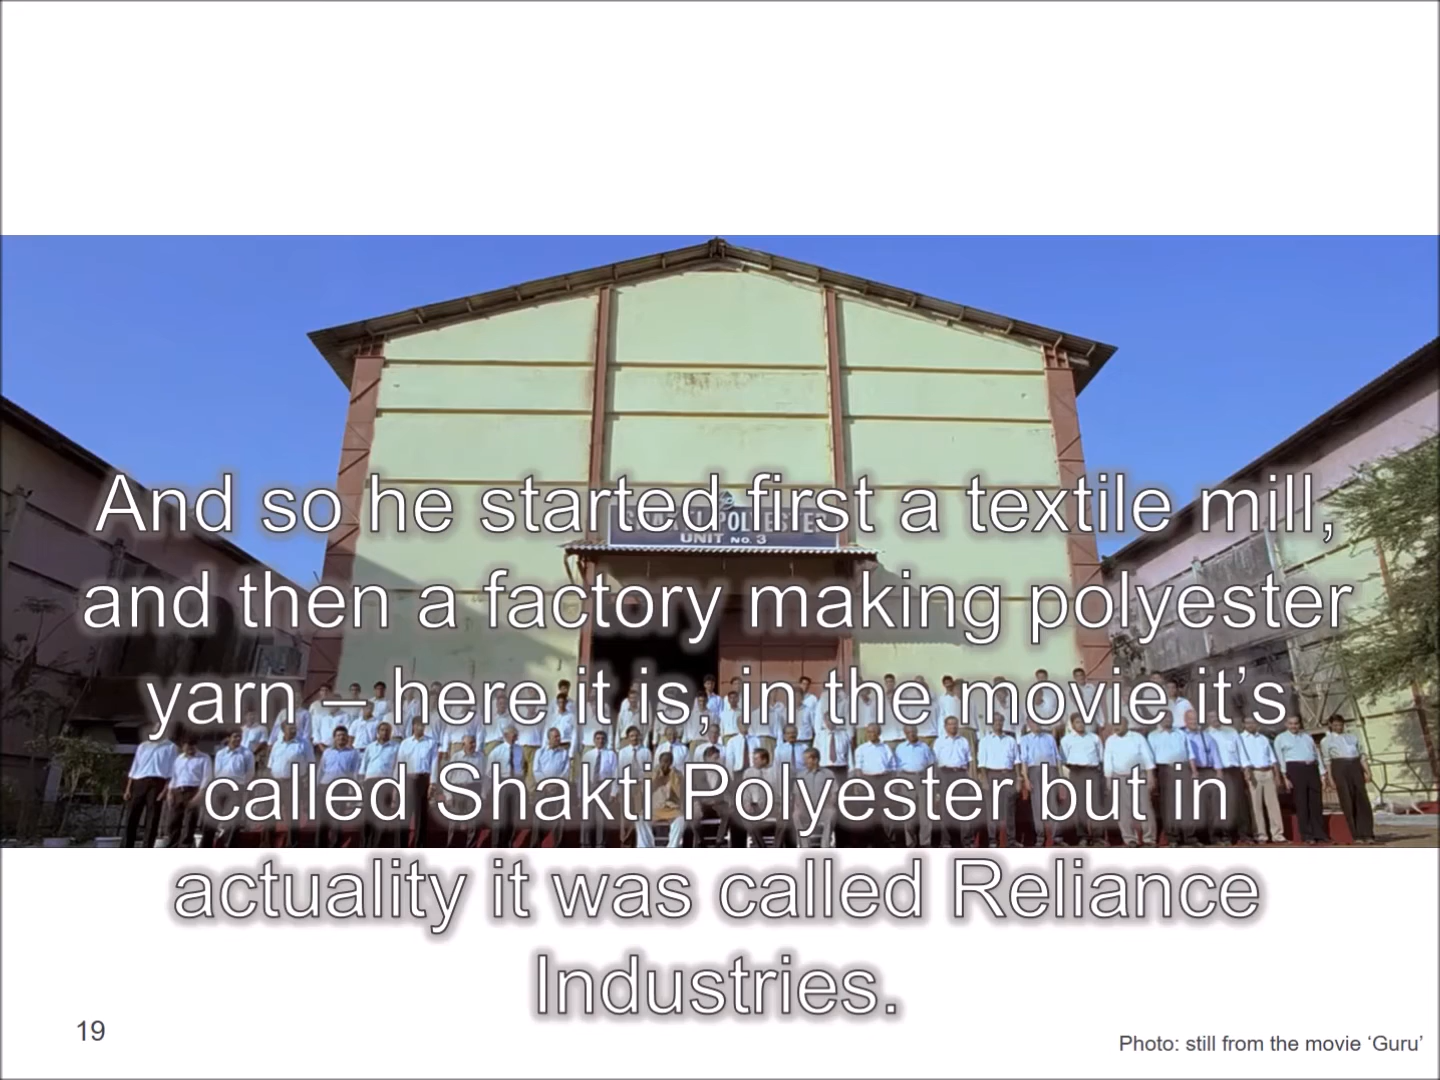 And so he started first a textile mill,
and then a factory making polyester
yarn – here it is, in the movie it’s
called Shakti Polyester but in
actuality it was called Reliance
Industries.
UNIT No. 3
19
Photo: still from the movie ‘Guru’